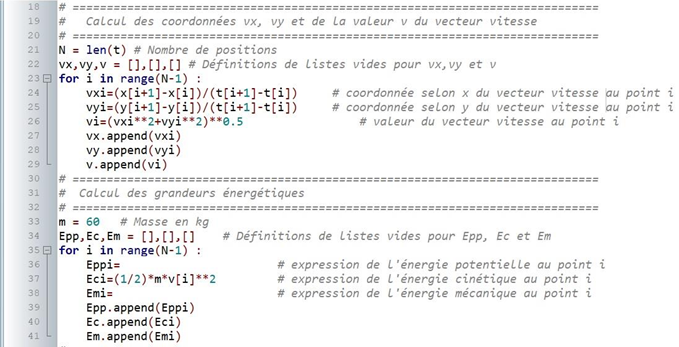 18 # ==============================================================================
19 #   Calcul des coordonnées vx, vy et de la valeur v du vecteur vitesse
20 # ==============================================================================
21 N = len(t) # Nombre de positions
22 vx,vy,v = [],[],[] # Définitions de listes vides pour vx,vy et v
23 for i in range(N-1) :
24     vxi=(x[i+1]-x[i])/(t[i+1]-t[i])     # coordonnée selon x du vecteur vitesse au point i
25     vyi=(y[i+1]-y[i])/(t[i+1]-t[i])     # coordonnée selon y du vecteur vitesse au point i
26     vi=(vxi**2+vyi**2)**0.5                 # valeur du vecteur vitesse au point i
27     vx.append(vxi)
28     vy.append(vyi)
29     v.append(vi)
30 # ==============================================================================
31 #  Calcul des grandeurs énergétiques
32 # ==============================================================================
33 m = 60   # Masse en kg
34 Epp,Ec,Em = [],[],[]    # Définitions de listes vides pour Epp, Ec et Em
35 for i in range(N-1) :
36     Eppi=                       # expression de l'énergie potentielle au point i
37     Eci=(1/2)*m*v[i]**2         # expression de l'énergie cinétique au point i
38     Emi=                        # expression de l'énergie mécanique au point i
39     Epp.append(Eppi)
40     Ec.append(Eci)
41     Em.append(Emi)